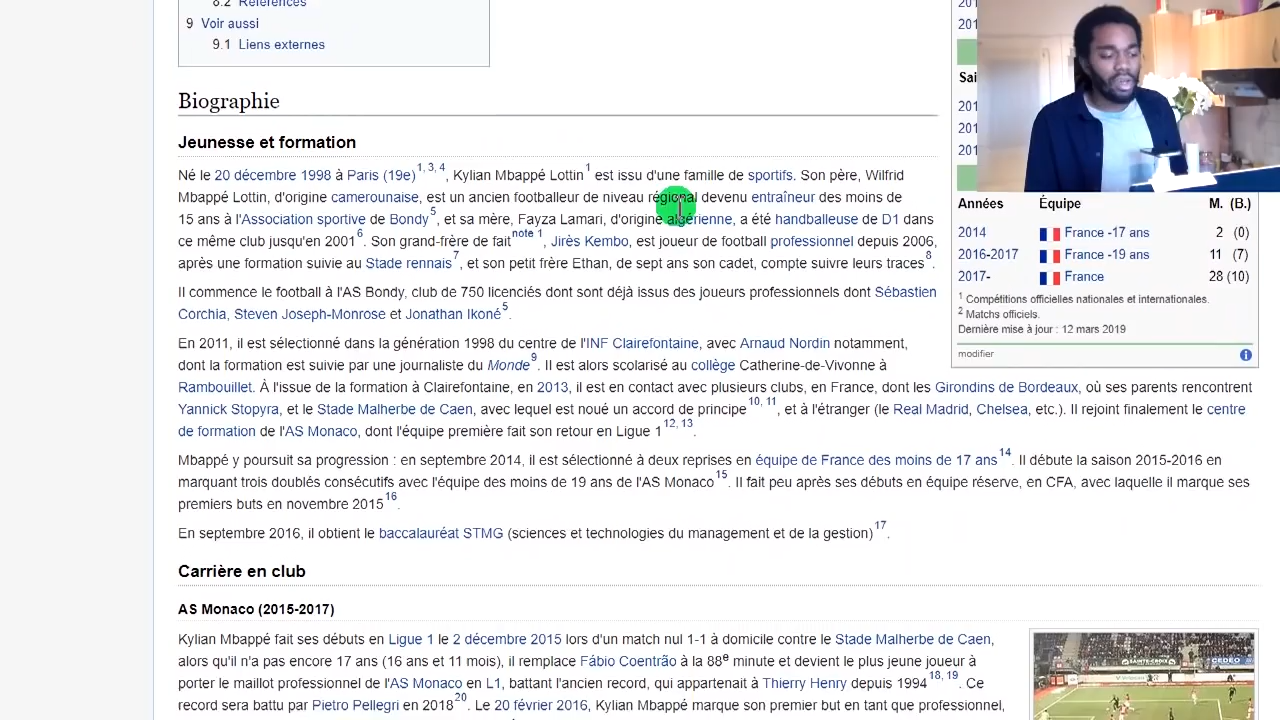 8.2 Références
9 Voir aussi
9.1 Liens externes
Biographie
Jeunesse et formation
Né le 20 décembre 1998 à Paris (19e)1, 3, 4, Kylian Mbappé Lottin1 est issu d'une famille de sportifs. Son père, Wilfrid
Mbappé Lottin, d'origine camerounaise, est un ancien footballeur de niveau régional devenu entraîneur des moins de
15 ans à l'Association sportive de Bondy5, et sa mère, Fayza Lamari, d'origine algérienne, a été handballeuse de D1 dans
ce même club jusqu'en 20016. Son grand-frère de faitnote 1, Jirès Kembo, est joueur de football professionnel depuis 2006,
après une formation suivie au Stade rennais7, et son petit frère Ethan, de sept ans son cadet, compte suivre leurs traces8.
Il commence le football à l'AS Bondy, club de 750 licenciés dont sont déjà issus des joueurs professionnels dont Sébastien
Corchia, Steven Joseph-Monrose et Jonathan Ikoné5.
En 2011, il est sélectionné dans la génération 1998 du centre de l'INF Clairefontaine, avec Arnaud Nordin notamment,
dont la formation est suivie par une journaliste du Monde9. Il est alors scolarisé au collège Catherine-de-Vivonne à
Rambouillet. À l'issue de la formation à Clairefontaine, en 2013, il est en contact avec plusieurs clubs, en France, dont les Girondins de Bordeaux, où ses parents rencontrent
Yannick Stopyra, et le Stade Malherbe de Caen, avec lequel est noué un accord de principe10, 11, et à l'étranger (le Real Madrid, Chelsea, etc.). Il rejoint finalement le centre
de formation de l'AS Monaco, dont l'équipe première fait son retour en Ligue 112, 13.
Mbappé y poursuit sa progression : en septembre 2014, il est sélectionné à deux reprises en équipe de France des moins de 17 ans14. Il débute la saison 2015-2016 en
marquant trois doublés consécutifs avec l'équipe des moins de 19 ans de l'AS Monaco15. Il fait peu après ses débuts en équipe réserve, en CFA, avec laquelle il marque ses
premiers buts en novembre 201516.
En septembre 2016, il obtient le baccalauréat STMG (sciences et technologies du management et de la gestion)17.
Carrière en club
AS Monaco (2015-2017)
Kylian Mbappé fait ses débuts en Ligue 1 le 2 décembre 2015 lors d'un match nul 1-1 à domicile contre le Stade Malherbe de Caen,
alors qu'il n'a pas encore 17 ans (16 ans et 11 mois), il remplace Fábio Coentrão à la 88e minute et devient le plus jeune joueur à
porter le maillot professionnel de l'AS Monaco en L1, battant l'ancien record, qui appartenait à Thierry Henry depuis 199418, 19. Ce
record sera battu par Pietro Pellegri en 201820. Le 20 février 2016, Kylian Mbappé marque son premier but en tant que professionnel,
201
201
Sai
201
201
201
Années Équipe M. (B.)
2014 France -17 ans 2 (0)
2016-2017 France -19 ans 11 (7)
2017- France 28 (10)
1 Compétitions officielles nationales et internationales.
2 Matchs officiels.
Dernière mise à jour : 12 mars 2019
modifier
SAINTE-CROIX
CEDEO